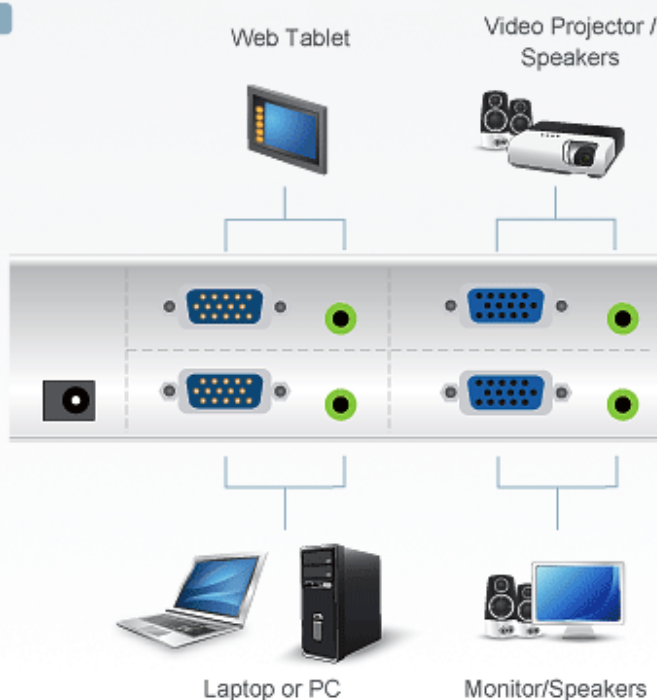 Web Tablet
Video Projector /
Speakers
Laptop or PC
Monitor/Speakers